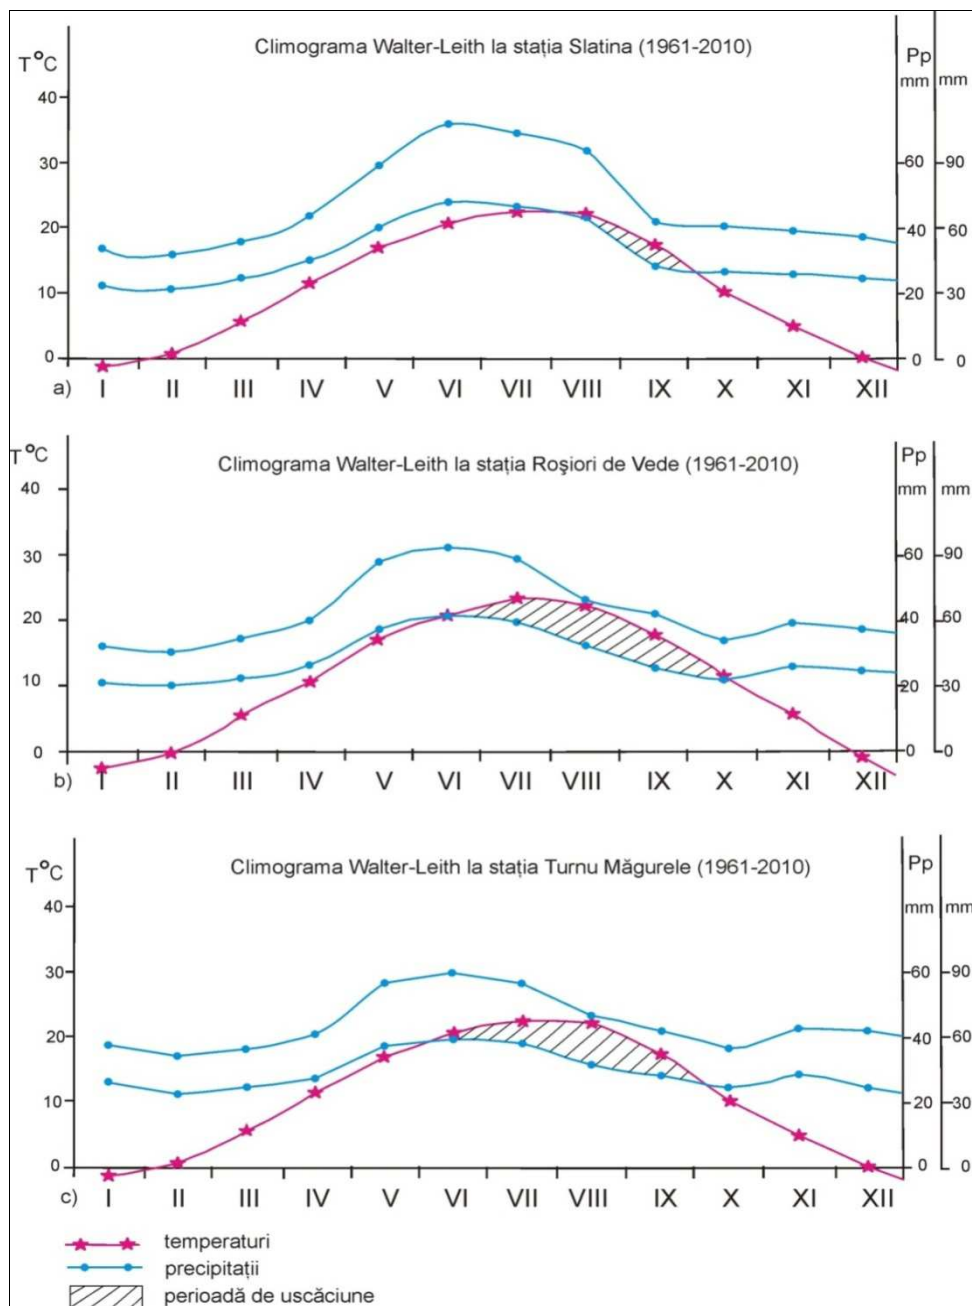 Climograma Walter-Leith la stația Slatina (1961-2010)
T°C
Pp
mm
mm
40
30
60
90
20
40
60
10
20
30
0
0
0
a)
I II III IV V VI VII VIII IX X XI XII
Climograma Walter-Leith la stația Roşiori de Vede (1961-2010)
T°C
Pp
mm
mm
40
30
60
90
20
40
60
10
20
30
0
0
0
b)
I II III IV V VI VII VIII IX X XI XII
Climograma Walter-Leith la stația Turnu Măgurele (1961-2010)
T°C
Pp
mm
mm
40
30
60
90
20
40
60
10
20
30
0
0
0
c)
I II III IV V VI VII VIII IX X XI XII
temperaturi
precipitații
perioadă de uscăciune